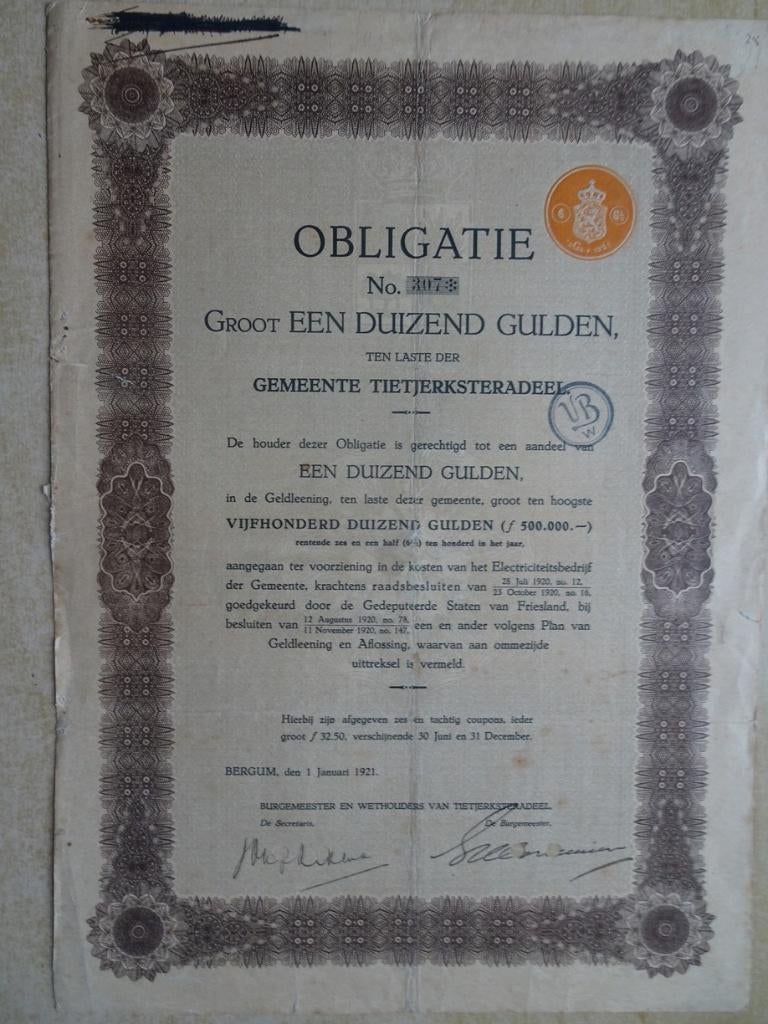 OBLIGATIE
No. 307
GROOT EEN DUIZEND GULDEN,
TEN LASTE DER
GEMEENTE TIETJERKSTERADEEL.
VB
W
De houder dezer Obligatie is gerechtigd tot een aandeel van
EEN DUIZEND GULDEN,
in de Geldleening, ten laste dezer gemeente, groot ten hoogste
VIJFHONDERD DUIZEND GULDEN (ƒ 500.000.—)
rentende zes en een half (6½) ten honderd in het jaar,
aangegaan ter voorziening in de kosten van het Electriciteitsbedrijf
der Gemeente, krachtens raadsbesluiten van 28 Juli 1920, no. 12,
23 October 1920, no. 16,
goedgekeurd door de Gedeputeerde Staten van Friesland, bij
besluiten van 12 Augustus 1920, no. 78,
11 November 1920, no. 147, een en ander volgens Plan van
Geldleening en Aflossing, waarvan aan ommezijde
uittreksel is vermeld.
Hierbij zijn afgegeven zes en tachtig coupons, ieder
groot ƒ 32.50, verschijnende 30 Juni en 31 December.
BERGUM, den 1 Januari 1921.
BURGEMEESTER EN WETHOUDERS VAN TIETJERKSTERADEEL,
De Secretaris, De Burgemeester,